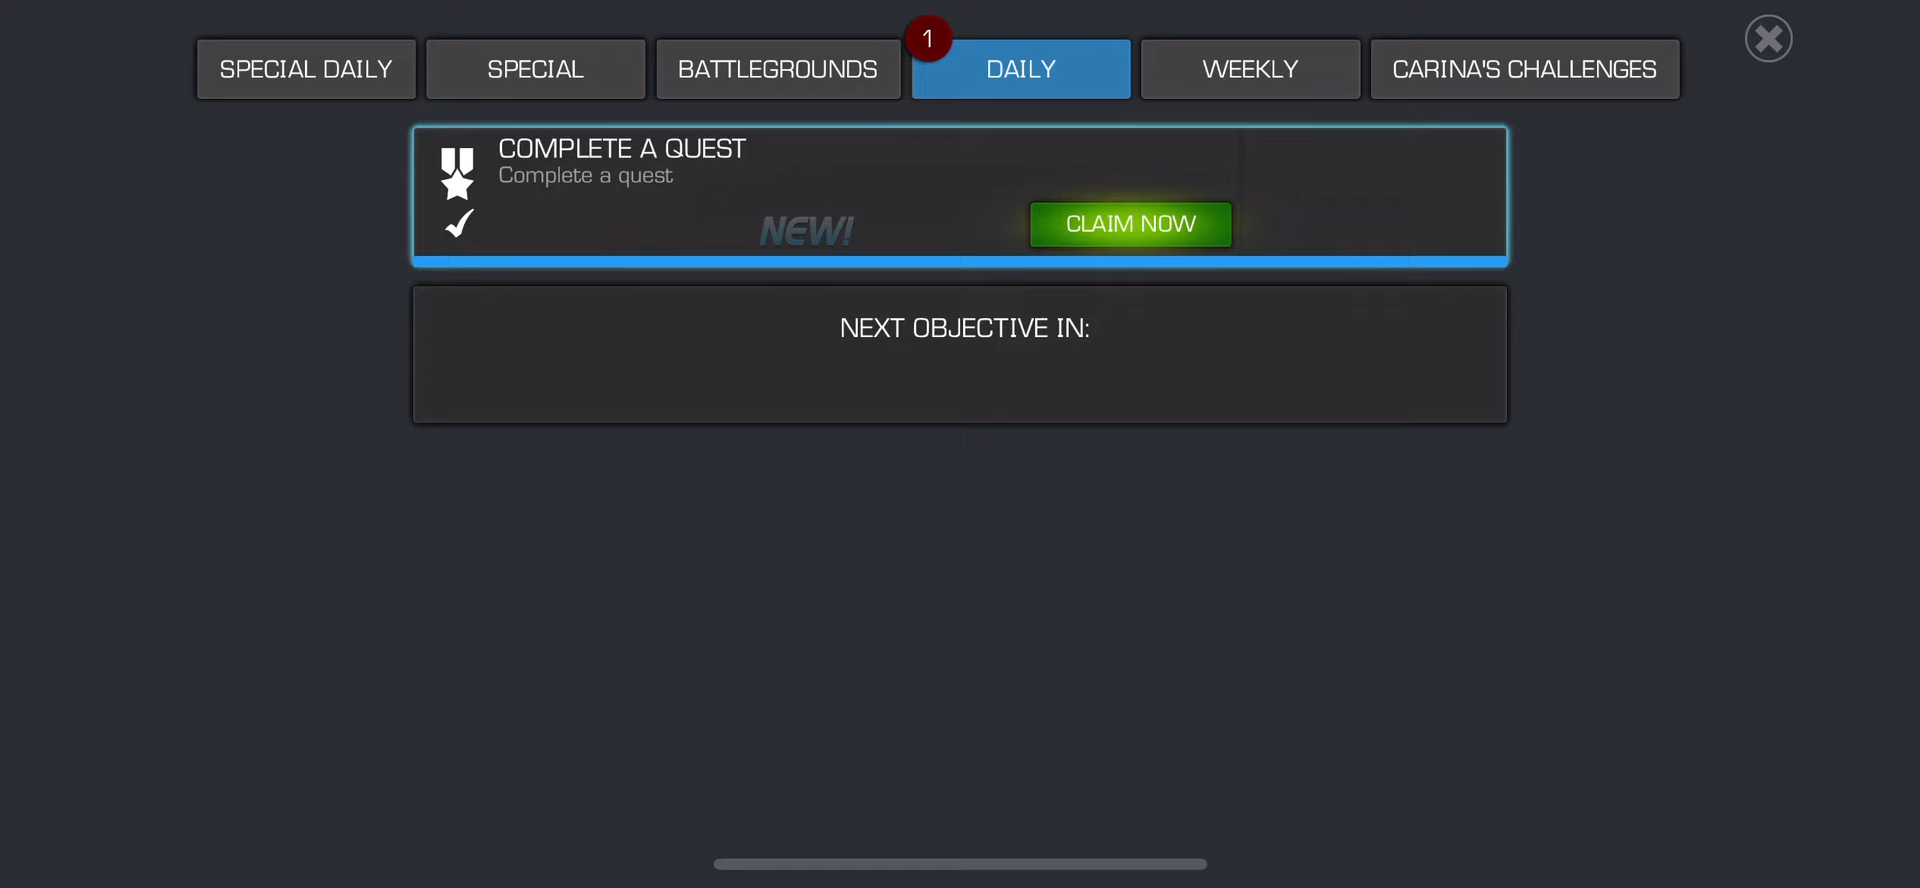 1
SPECIAL DAILY
SPECIAL
BATTLEGROUNDS
DAILY
WEEKLY
CARINA'S CHALLENGES
COMPLETE A QUEST
Complete a quest
NEW!
CLAIM NOW
NEXT OBJECTIVE IN: